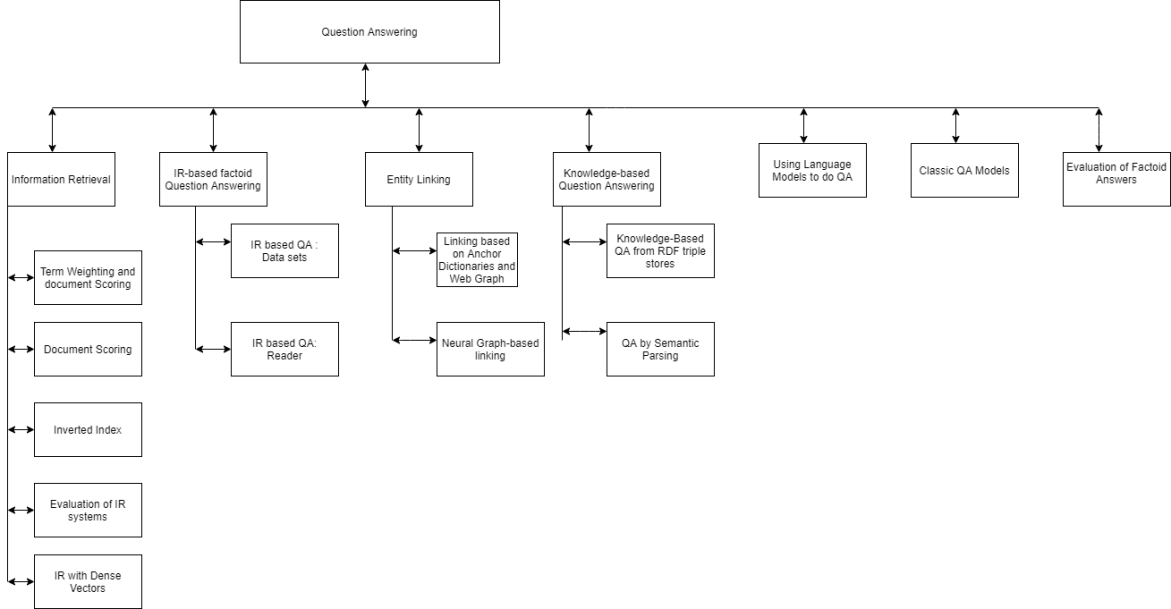 Question Answering
Information Retrieval
IR-based factoid
Question Answering
Entity Linking
Knowledge-based
Question Answering
Using Language
Models to do QA
Classic QA Models
Evaluation of Factoid
Answers
Term Weighting and
document Scoring
Document Scoring
Inverted Index
Evaluation of IR
systems
IR with Dense
Vectors
IR based QA :
Data sets
IR based QA:
Reader
Linking based
on Anchor
Dictionaries and
Web Graph
Neural Graph-based
linking
Knowledge-Based
QA from RDF triple
stores
QA by Semantic
Parsing